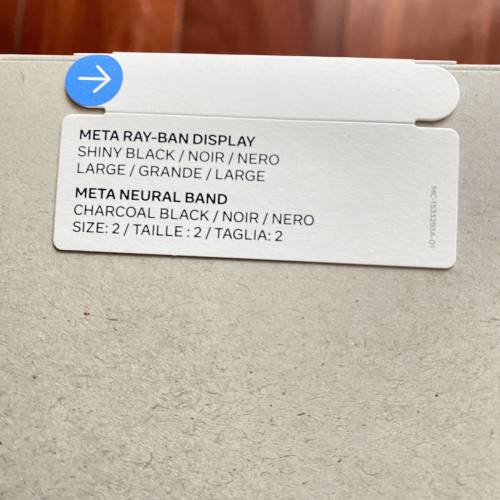 META RAY-BAN DISPLAY
SHINY BLACK / NOIR / NERO
LARGE / GRANDE / LARGE
META NEURAL BAND
CHARCOAL BLACK / NOIR / NERO
SIZE: 2 / TAILLE : 2 / TAGLIA: 2